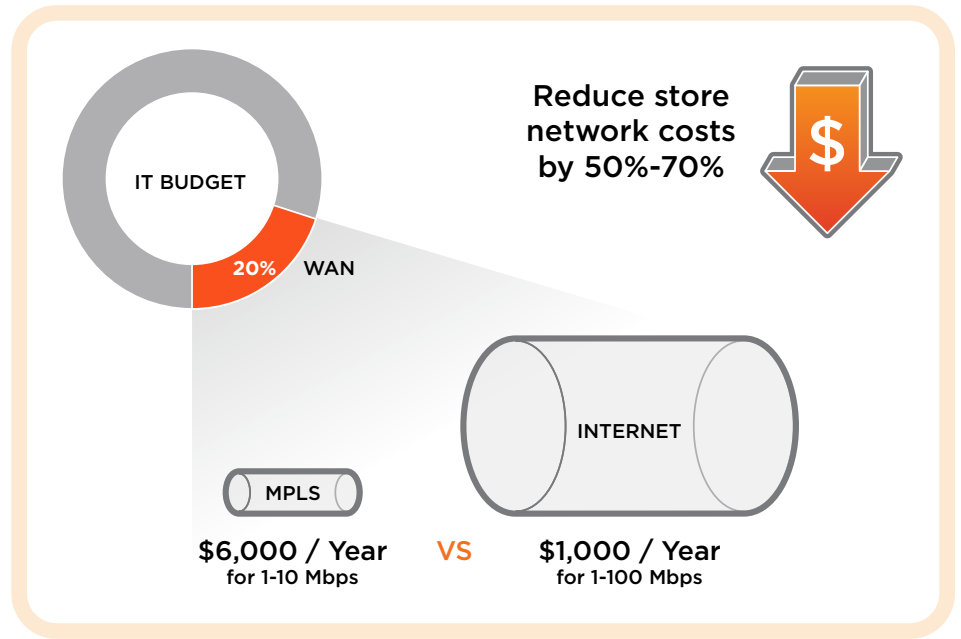 IT BUDGET
20%
WAN
Reduce store
network costs
by 50%-70%
$
INTERNET
MPLS
$6,000 / Year
for 1-10 Mbps
VS
$1,000 / Year
for 1-100 Mbps